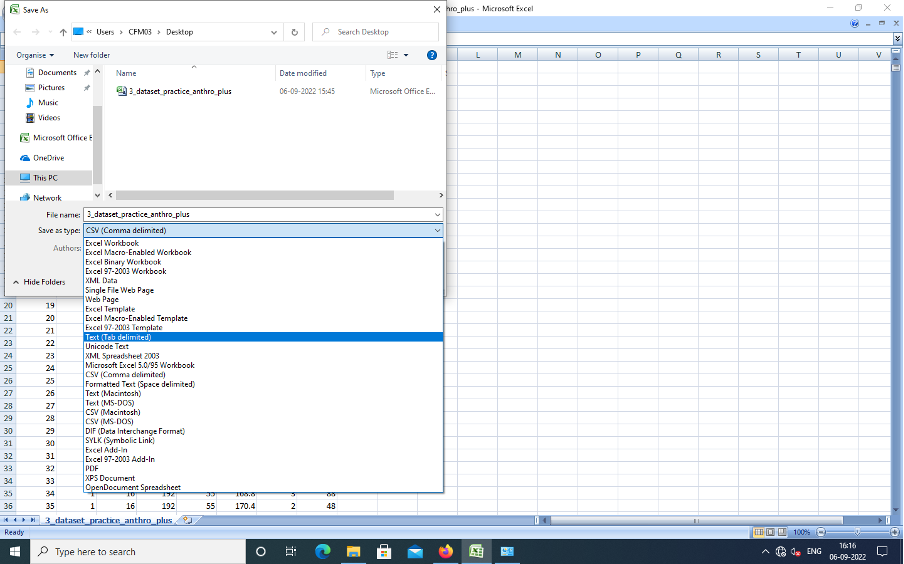 Save As
hro_plus - Microsoft Excel
« Users > CFM03 > Desktop
Search Desktop
Organise
New folder
Documents
Pictures
Music
Videos
Microsoft Office E
OneDrive
This PC
Network
Name
Date modified
Type
3_dataset_practice_anthro_plus
06-09-2022 15:45
Microsoft Office E...
File name:
3_dataset_practice_anthro_plus
Save as type:
CSV (Comma delimited)
Authors:
Hide Folders
Excel Workbook
Excel Macro-Enabled Workbook
Excel Binary Workbook
Excel 97-2003 Workbook
XML Data
Single File Web Page
Web Page
Excel Template
Excel Macro-Enabled Template
Excel 97-2003 Template
Text (Tab delimited)
Unicode Text
XML Spreadsheet 2003
Microsoft Excel 5.0/95 Workbook
CSV (Comma delimited)
Formatted Text (Space delimited)
Text (Macintosh)
Text (MS-DOS)
CSV (Macintosh)
CSV (MS-DOS)
DIF (Data Interchange Format)
SYLK (Symbolic Link)
Excel Add-In
Excel 97-2003 Add-In
PDF
XPS Document
OpenDocument Spreadsheet
L M N O P Q R S T U V
20 19
21 20
22 21
23 22
24 23
25 24
26 25
27 26
28 27
29 28
30 29
31 30
32 31
33 32
34 33
35 34 1 16 192 55 168.8 3 88
36 35 1 16 192 55 170.4 2 48
3_dataset_practice_anthro_plus
Ready
100%
Type here to search
ENG
16:16
06-09-2022